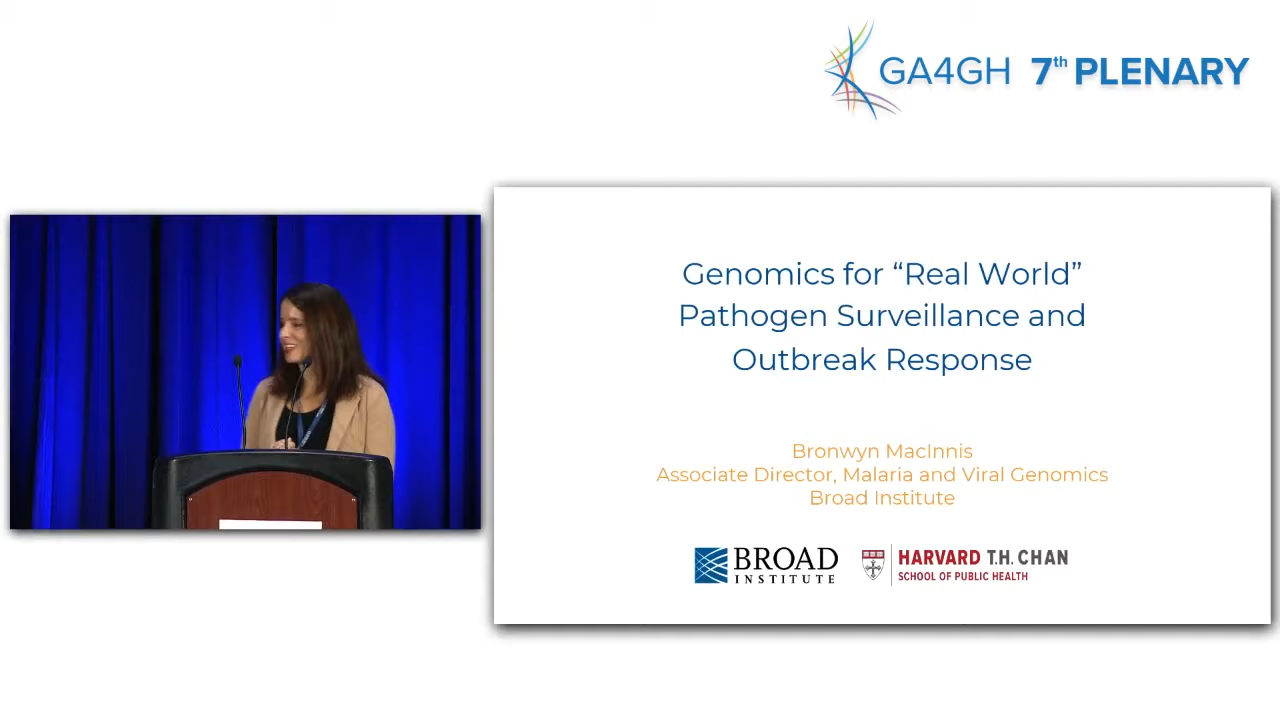 GA4GH 7th PLENARY
Genomics for “Real World”
Pathogen Surveillance and
Outbreak Response
Bronwyn MacInnis
Associate Director, Malaria and Viral Genomics
Broad Institute
BROAD
INSTITUTE
HARVARD T.H. CHAN
SCHOOL OF PUBLIC HEALTH